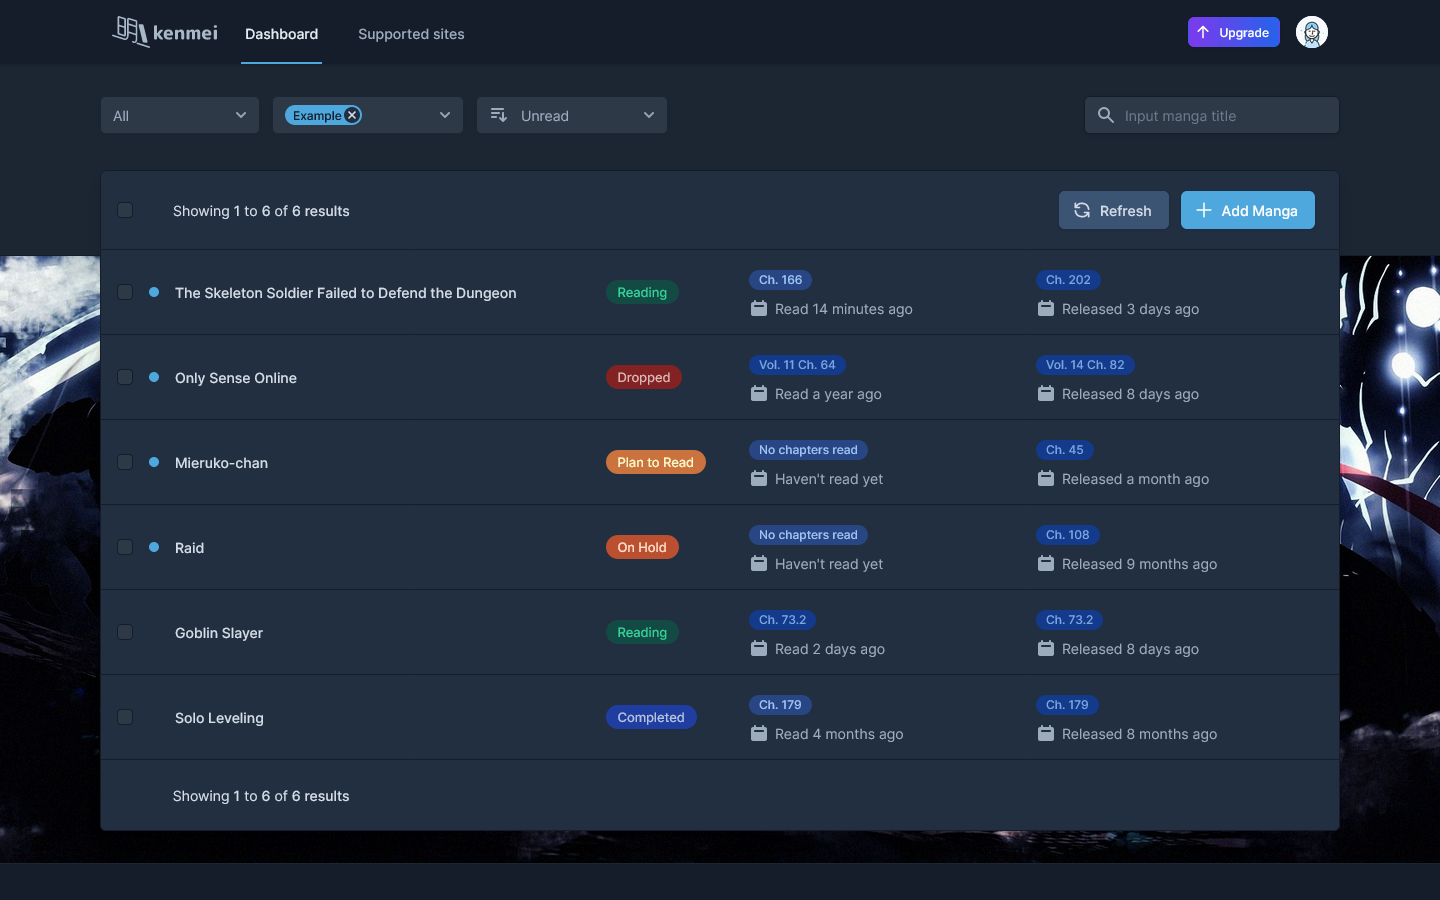 kenmei Dashboard Supported sites Upgrade
All Example Unread Input manga title
Showing 1 to 6 of 6 results Refresh Add Manga
The Skeleton Soldier Failed to Defend the Dungeon Reading Ch. 166 Ch. 202
Read 14 minutes ago Released 3 days ago
Only Sense Online Dropped Vol. 11 Ch. 64 Vol. 14 Ch. 82
Read a year ago Released 8 days ago
Mieruko-chan Plan to Read No chapters read Ch. 45
Haven't read yet Released a month ago
Raid On Hold No chapters read Ch. 108
Haven't read yet Released 9 months ago
Goblin Slayer Reading Ch. 73.2 Ch. 73.2
Read 2 days ago Released 8 days ago
Solo Leveling Completed Ch. 179 Ch. 179
Read 4 months ago Released 8 months ago
Showing 1 to 6 of 6 results